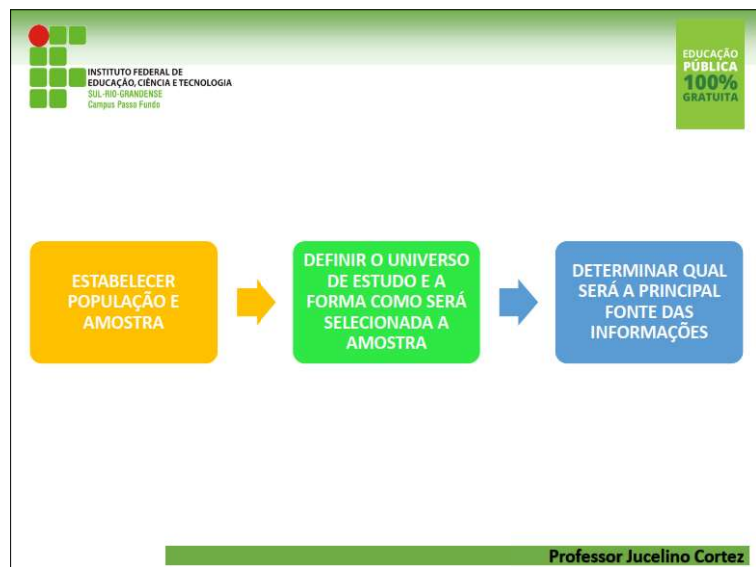 INSTITUTO FEDERAL DE
EDUCAÇÃO, CIÊNCIA E TECNOLOGIA
SUL-RIO-GRANDENSE
Campus Passo Fundo
EDUCAÇÃO
PÚBLICA
100%
GRATUITA
ESTABELECER
POPULAÇÃO E
AMOSTRA
DEFINIR O UNIVERSO
DE ESTUDO E A
FORMA COMO SERÁ
SELECIONADA A
AMOSTRA
DETERMINAR QUAL
SERÁ A PRINCIPAL
FONTE DAS
INFORMAÇÕES
Professor Jucelino Cortez